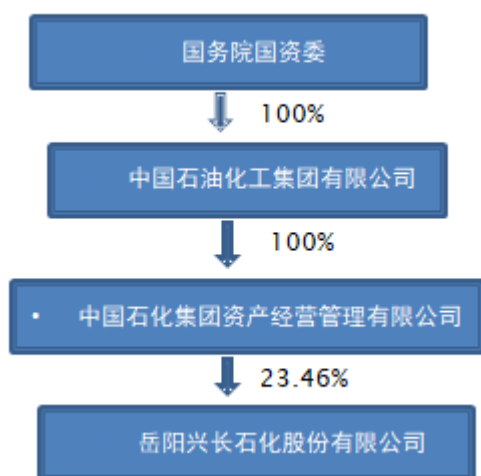 国务院国资委
100%
中国石油化工集团有限公司
100%
• 中国石化集团资产经营管理有限公司
23.46%
岳阳兴长石化股份有限公司